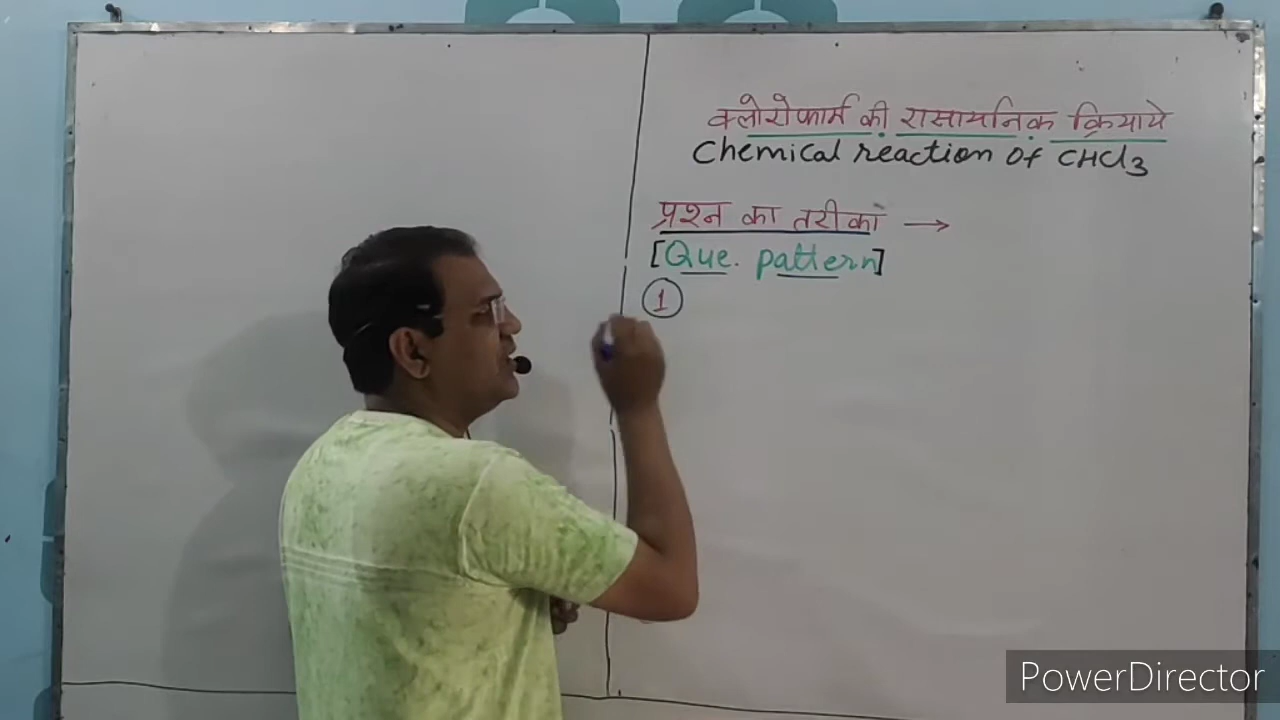 क्लोरोफार्म की रासायनिक क्रियाये
Chemical reaction of CHCl3
प्रश्न का तरीका →
[Que. pattern]
1
PowerDirector